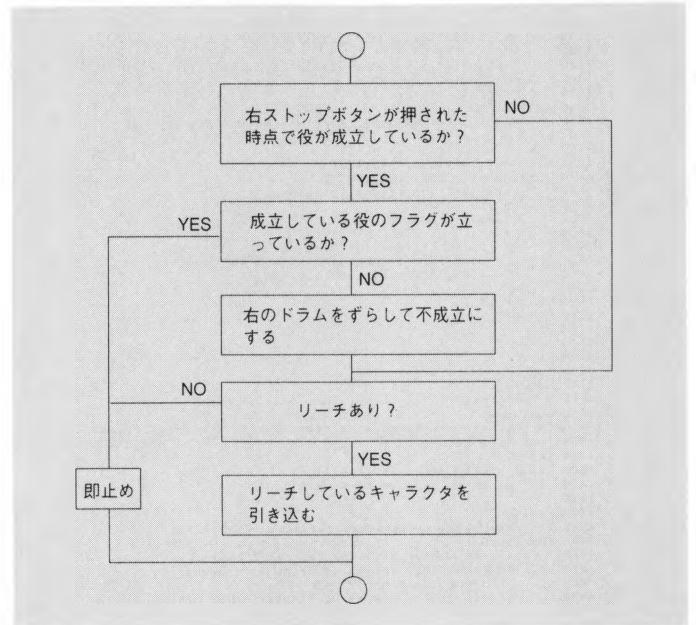 右ストップボタンが押された
時点で役が成立しているか？
NO
YES
YES
成立している役のフラグが立
っているか？
NO
右のドラムをずらして不成立に
する
NO
リーチあり？
YES
即止め
リーチしているキャラクタを
引き込む